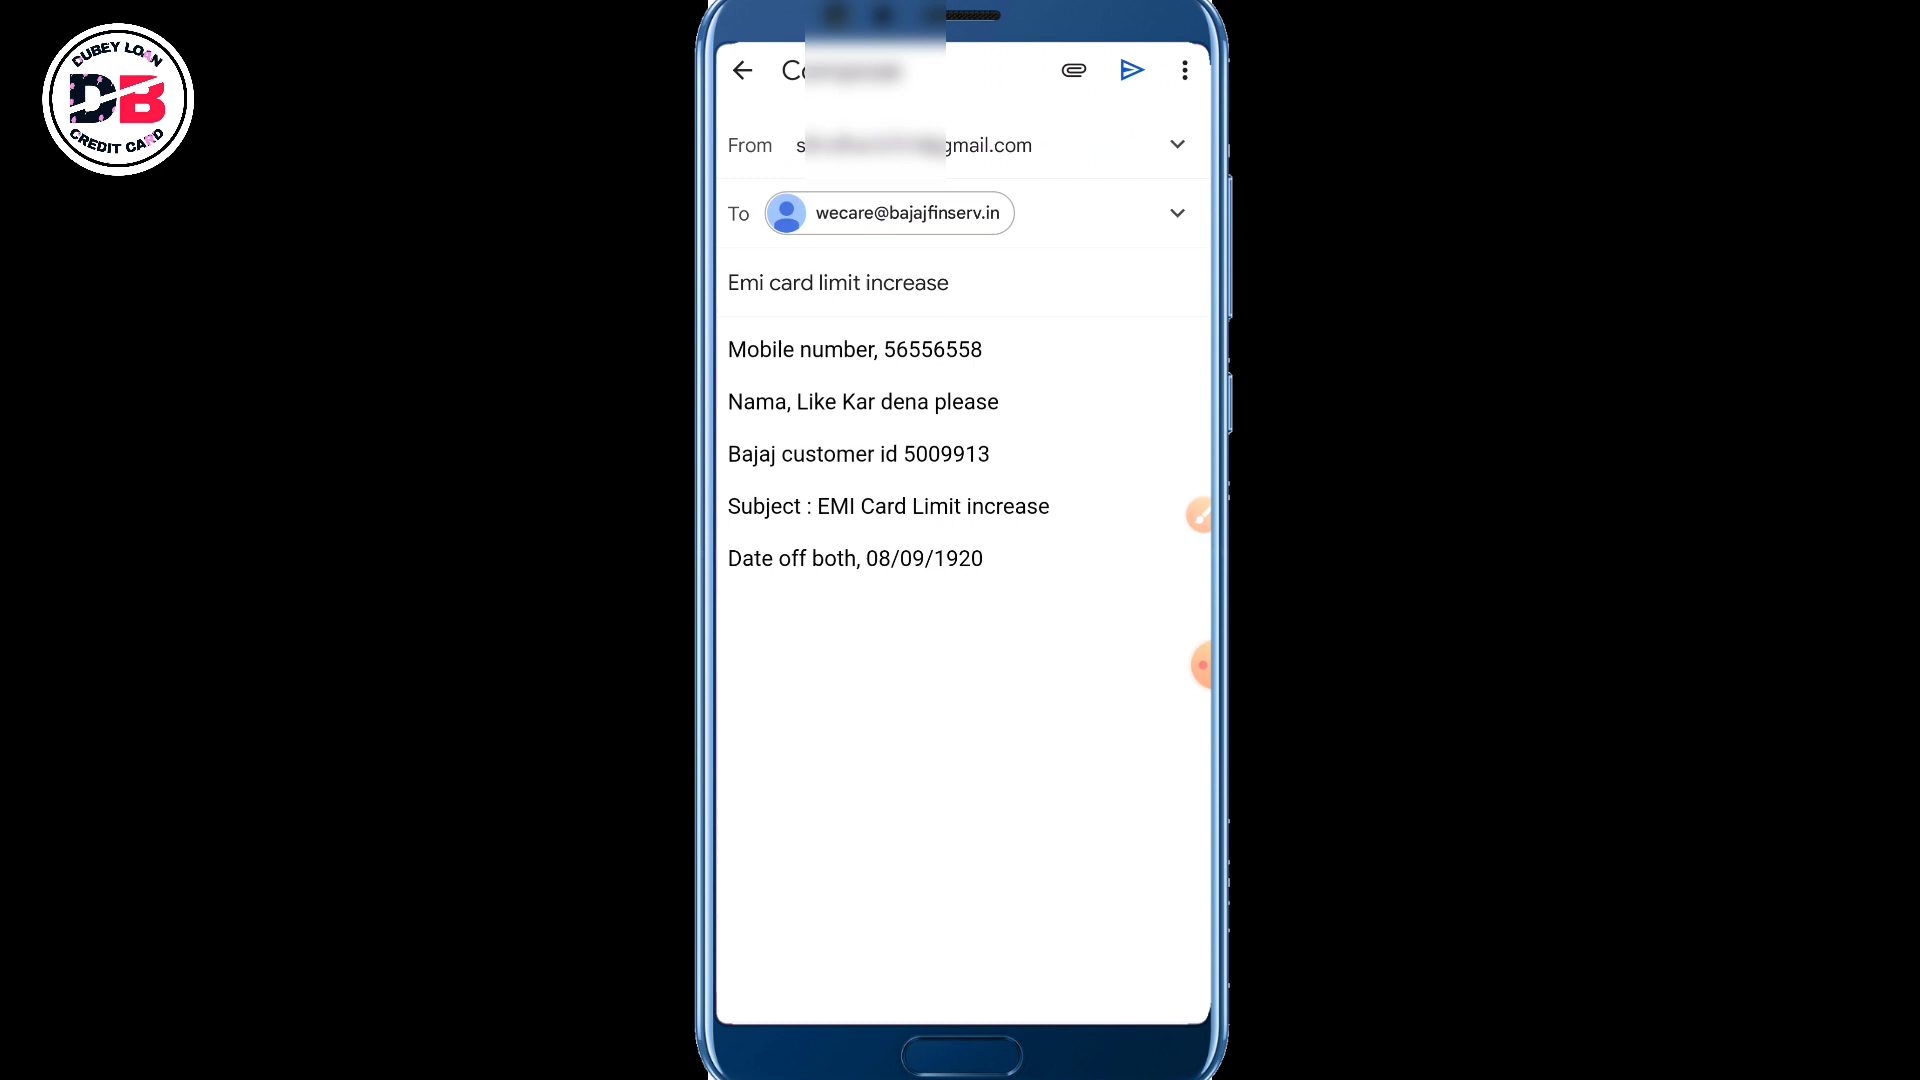 DUBEY LOAN
DB
CREDIT CARD
From gmail.com
To wecare@bajajfinserv.in
Emi card limit increase
Mobile number, 56556558
Nama, Like Kar dena please
Bajaj customer id 5009913
Subject : EMI Card Limit increase
Date off both, 08/09/1920